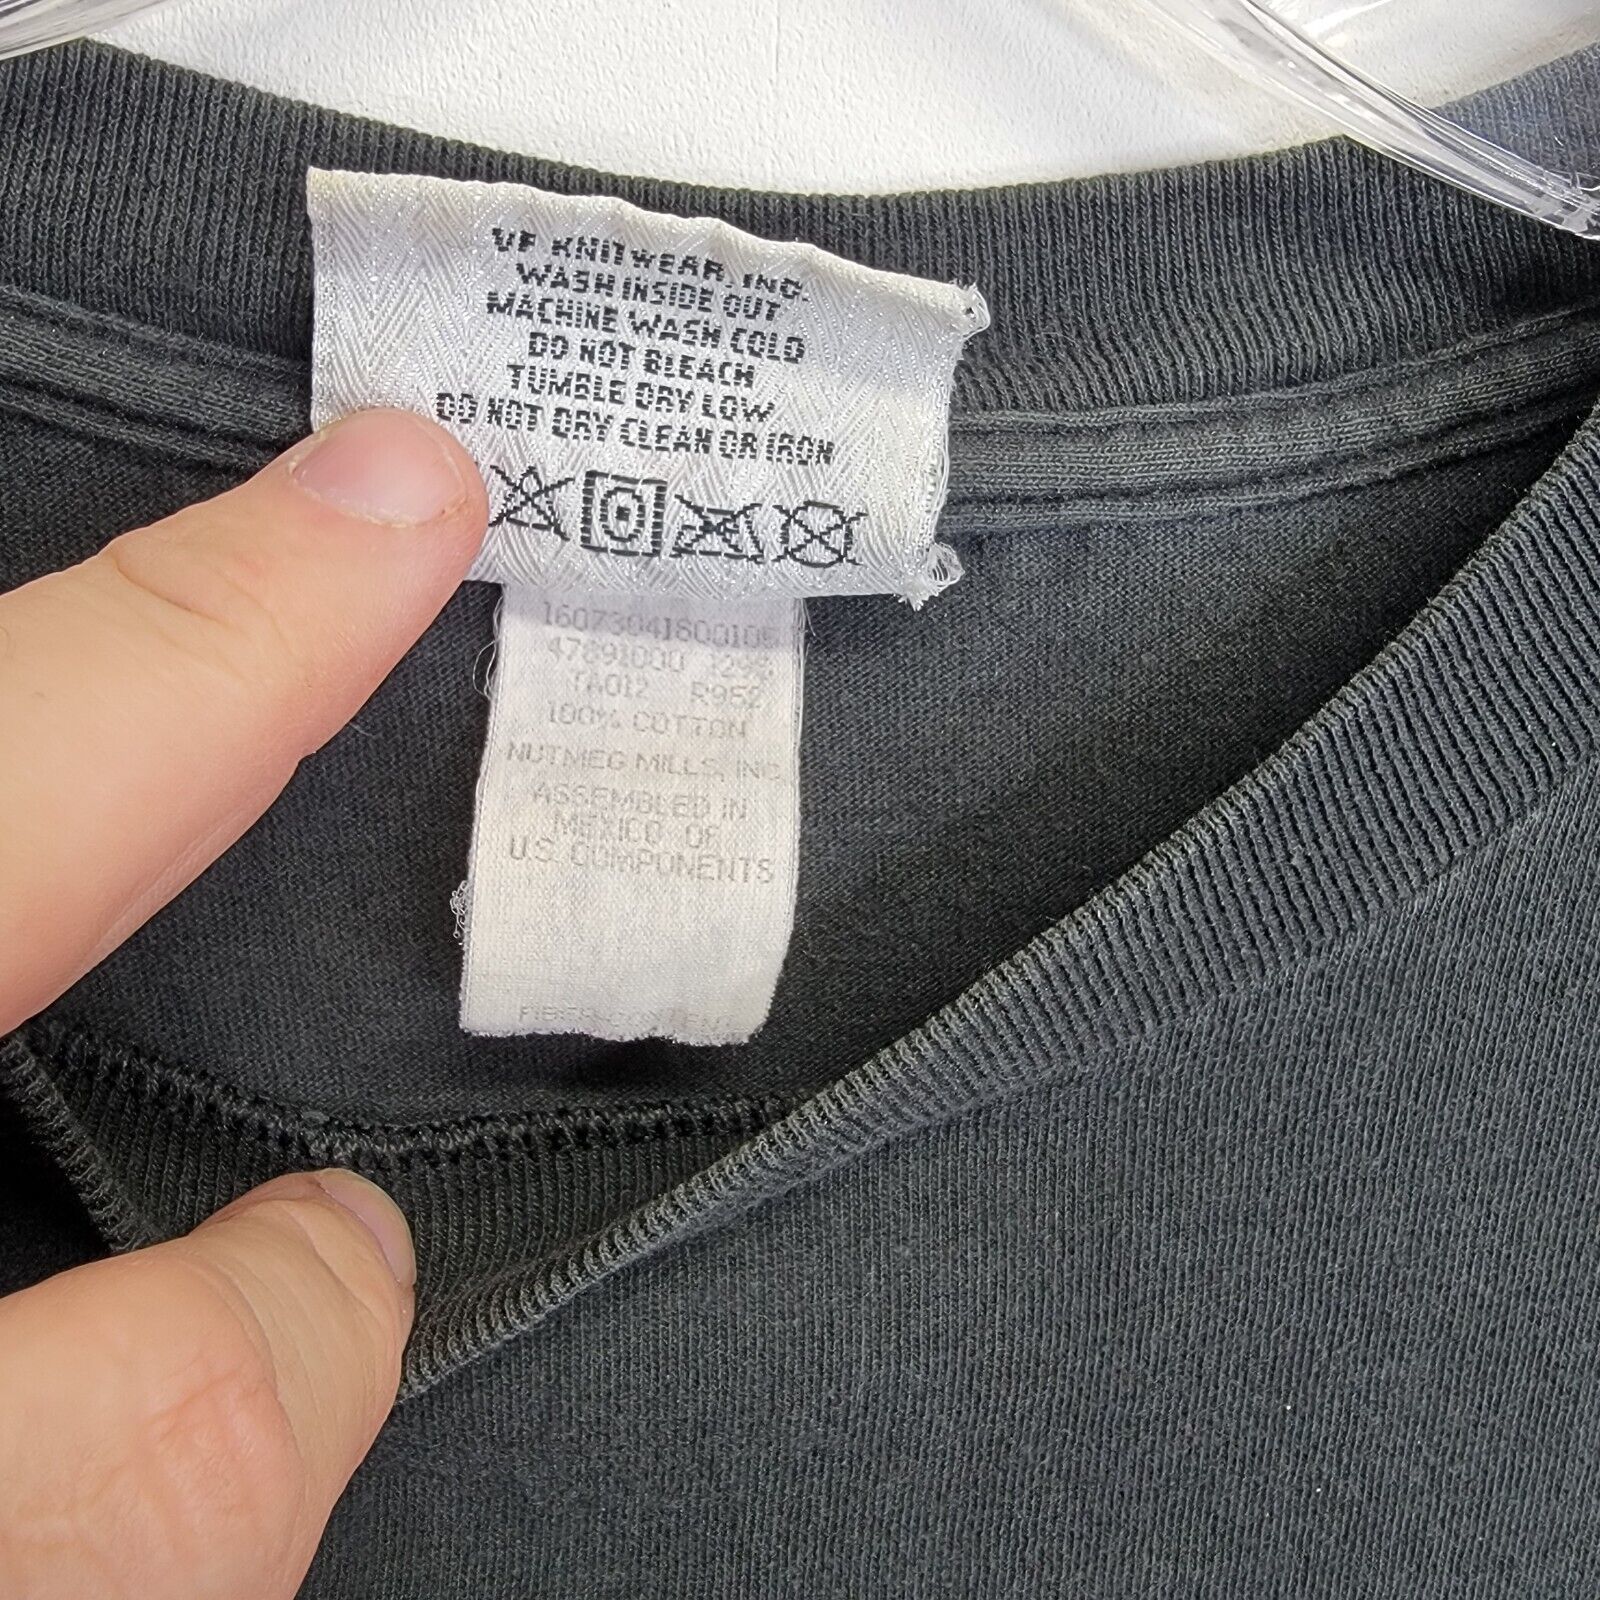 VF KNITWEAR, INC.
WASH INSIDE OUT
MACHINE WASH COLD
DO NOT BLEACH
TUMBLE DRY LOW
DO NOT DRY CLEAN OR IRON
47891000
TA012 R952
100% COTTON
NUTMEG MILLS, INC
ASSEMBLED IN
MEXICO OF
U.S. COMPONENTS